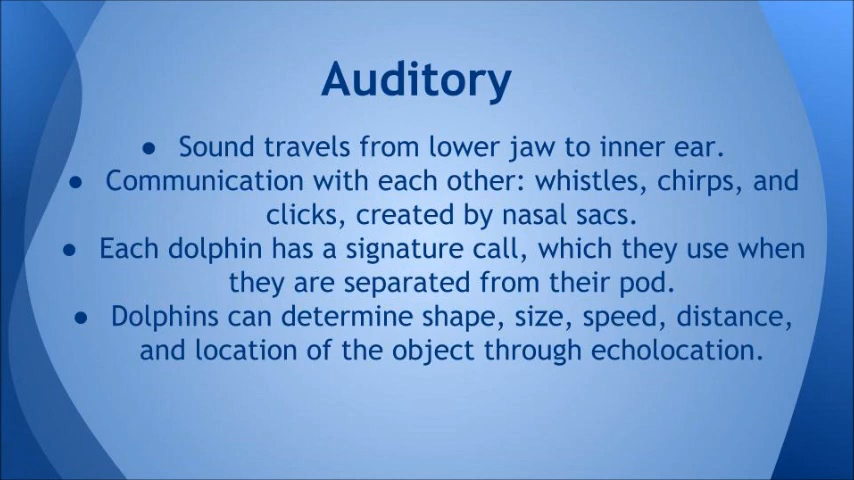 Auditory
● Sound travels from lower jaw to inner ear.
● Communication with each other: whistles, chirps, and
clicks, created by nasal sacs.
● Each dolphin has a signature call, which they use when
they are separated from their pod.
● Dolphins can determine shape, size, speed, distance,
and location of the object through echolocation.